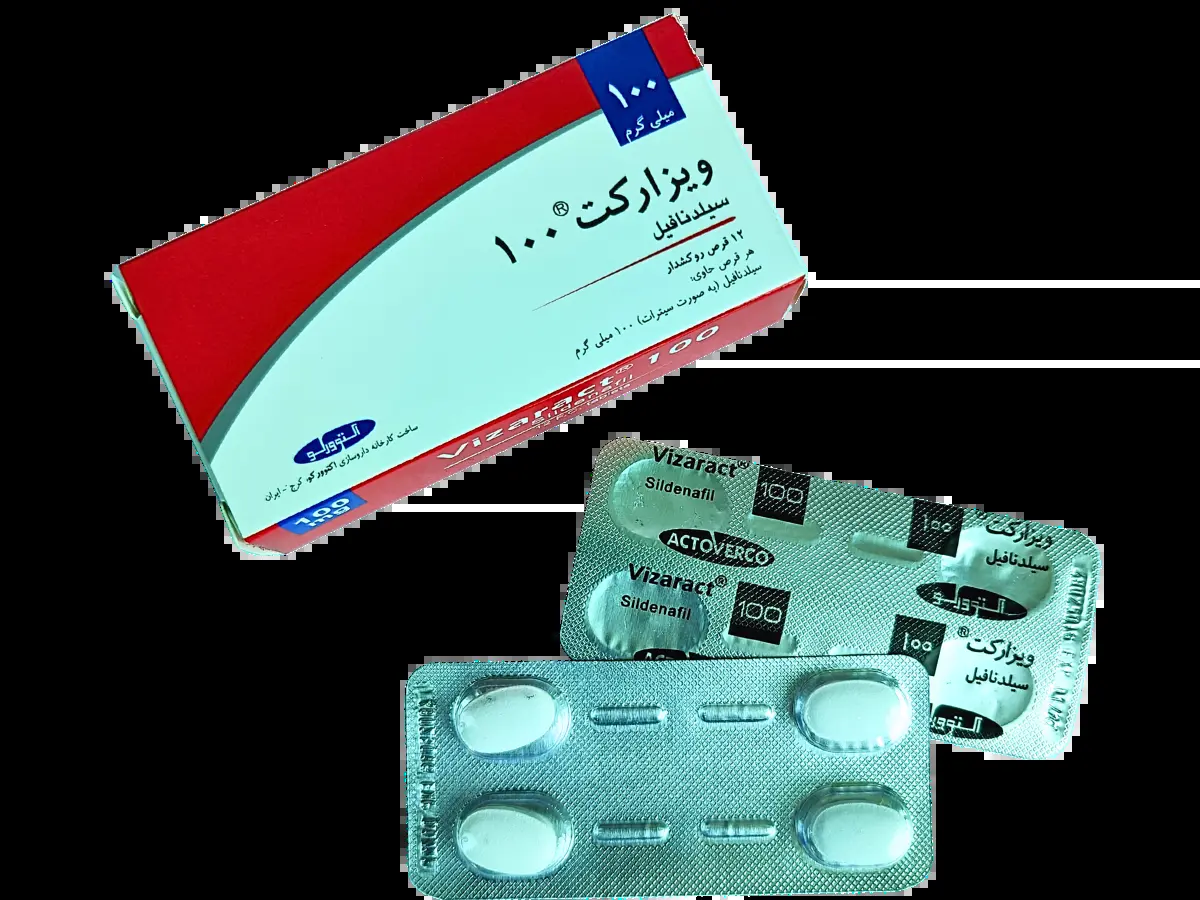 ۱۰۰
میلی گرم
ویزارکت® ۱۰۰
سیلدنافیل
۱۲ قرص روکشدار
هر قرص حاوی:
سیلدنافیل (به صورت سیترات) ۱۰۰ میلی گرم
اکتوورکو
ساخت کارخانه داروسازی اکتوورکو، کرج - ایران
Vizaract® 100
Sildenafil
100
mg
Vizaract®
Sildenafil
100
ACTOVERCO
۱۰۰
ویزارکت
سیلدنافیل
اکتوورکو
Vizaract®
Sildenafil
100
۱۰۰
ویزارکت®
سیلدنافیل